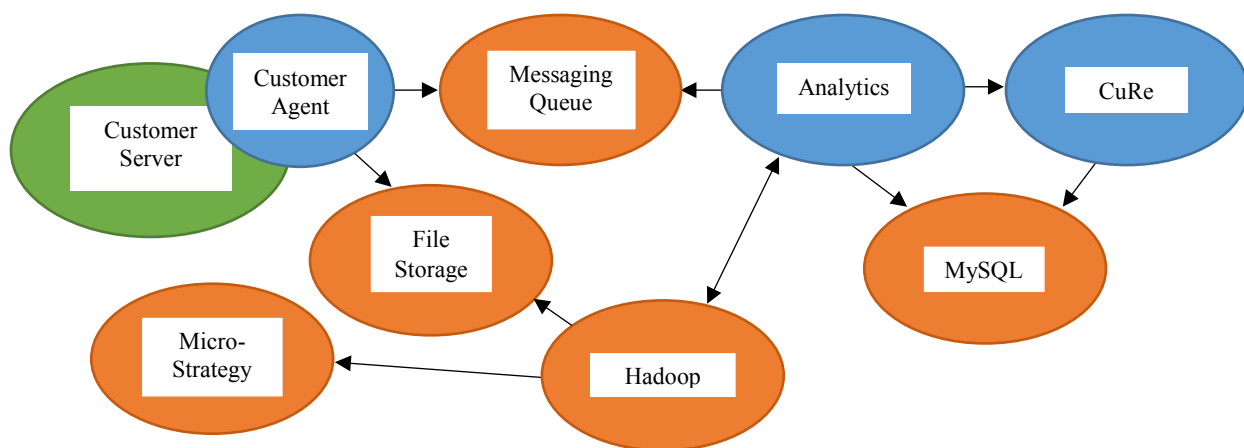 Customer
Agent
Messaging
Queue
Analytics
CuRe
Customer
Server
File
Storage
MySQL
Micro-
Strategy
Hadoop